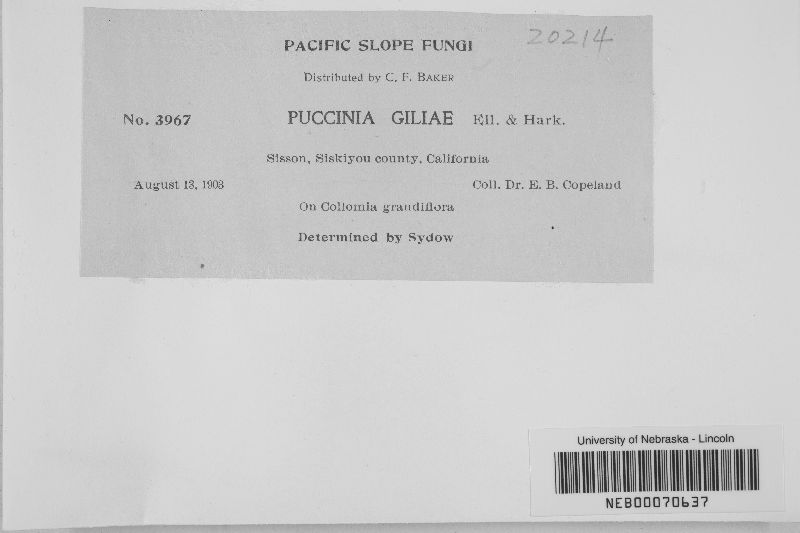 PACIFIC SLOPE FUNGI 20214
Distributed by C. F. BAKER
No. 3967 PUCCINIA GILIAE Ell. & Hark.
Sisson, Siskiyou county, California
August 13, 1903 Coll. Dr. E. B. Copeland
On Collomia grandiflora
Determined by Sydow
University of Nebraska - Lincoln
NEB00070637